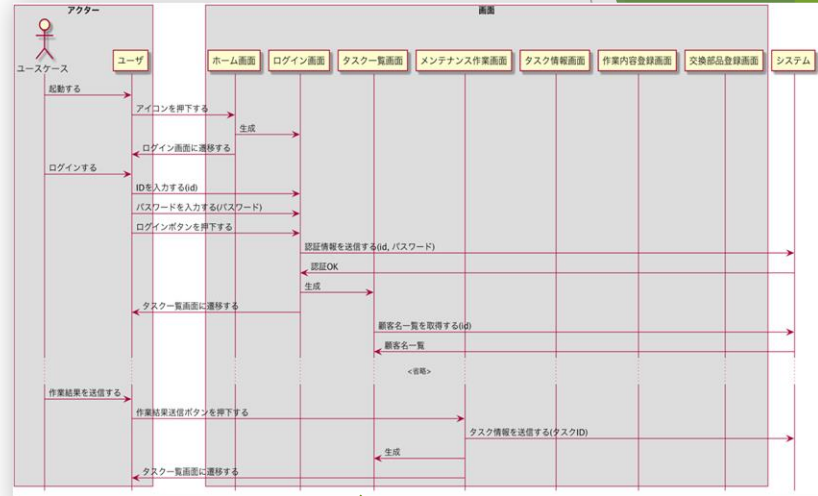 アクター
画面
ユースケース
ユーザ
ホーム画面
ログイン画面
タスク一覧画面
メンテナンス作業画面
タスク情報画面
作業内容登録画面
交換部品登録画面
システム
起動する
アイコンを押下する
生成
ログイン画面に遷移する
ログインする
IDを入力する(id)
パスワードを入力する(パスワード)
ログインボタンを押下する
認証情報を送信する(id, パスワード)
認証OK
生成
タスク一覧画面に遷移する
顧客名一覧を取得する(id)
顧客名一覧
<省略>
作業結果を送信する
作業結果送信ボタンを押下する
タスク情報を送信する(タスクID)
生成
タスク一覧画面に遷移する